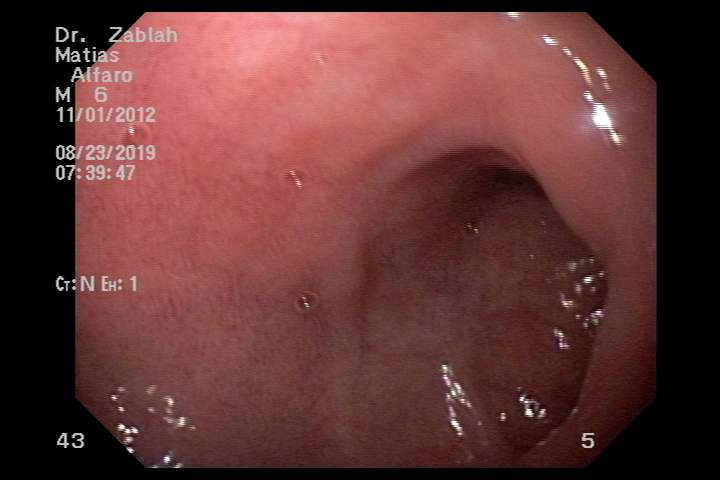 Dr. Zablah
Matias
Alfaro
M 6
11/01/2012
08/23/2019
07:39:47
CT:N EH:1
43
5